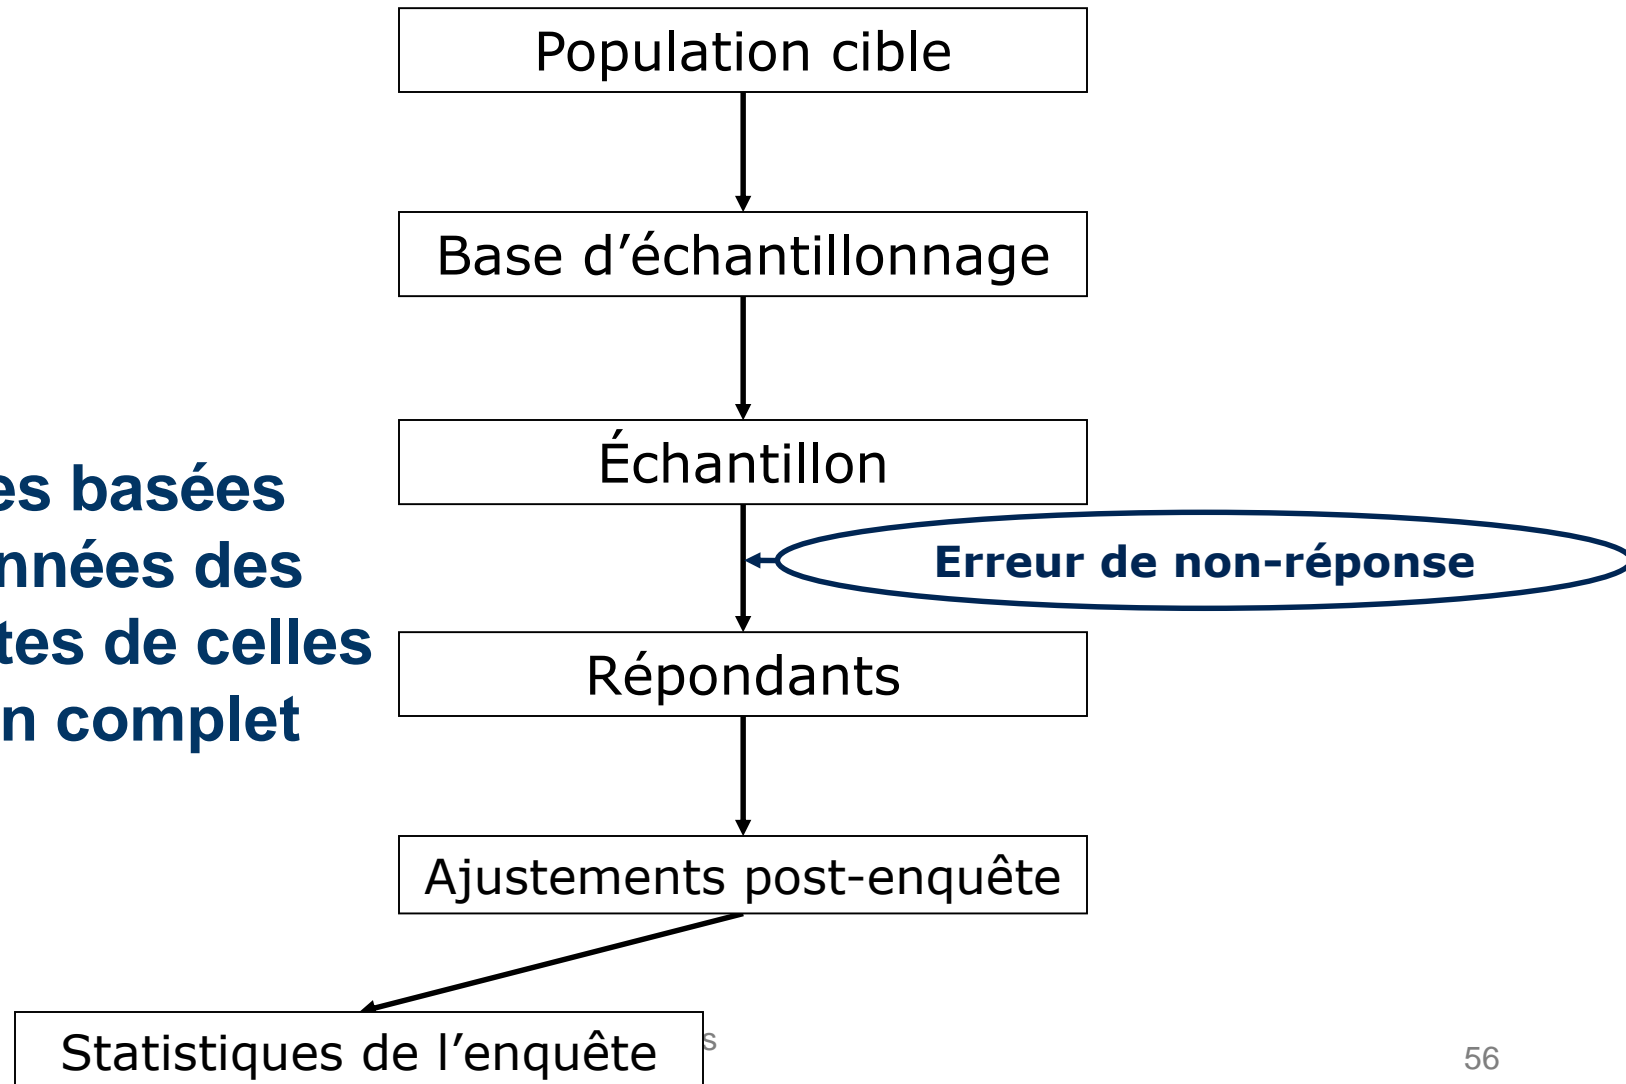 Population cible
Base d’échantillonnage
Échantillon
es basées
nnées des
tes de celles
n complet
Erreur de non-réponse
Répondants
Ajustements post-enquête
Statistiques de l’enquête
s
56